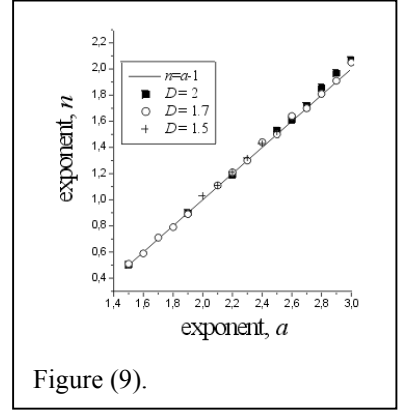 2,2
2,0
1,8
1,6
1,4
1,2
1,0
0,8
0,6
0,4
exponent, n
n=a-1
D = 2
D = 1.7
D = 1.5
1,4 1,6 1,8 2,0 2,2 2,4 2,6 2,8 3,0
exponent, a
Figure (9).